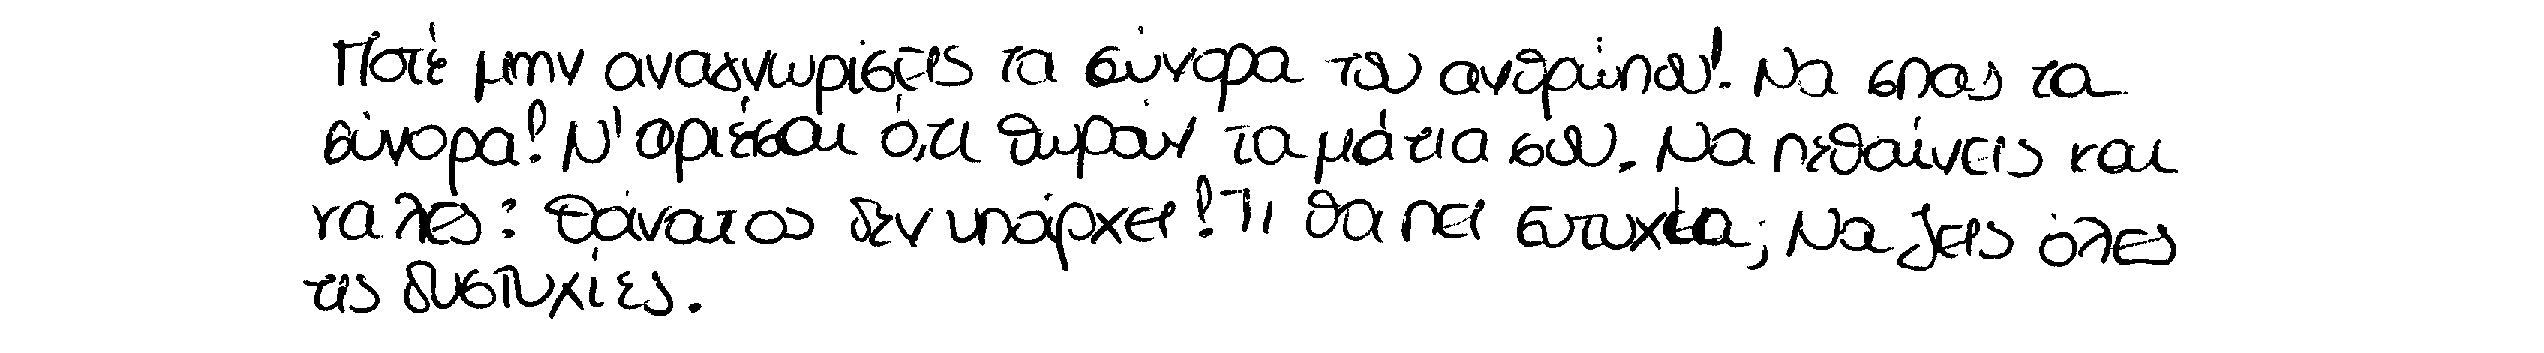 Ποτέ μην αναγνωρίσεις τα σύνορα του ανθρώπου! Να σπας τα
σύνορα! Ν' αρνιέσαι ό,τι θωρούν τα μάτια σου. Να πεθαίνεις και
να λες: θάνατος δεν υπάρχει! Τι θα πει ευτυχία; Να ζεις όλες
τις δυστυχίες.